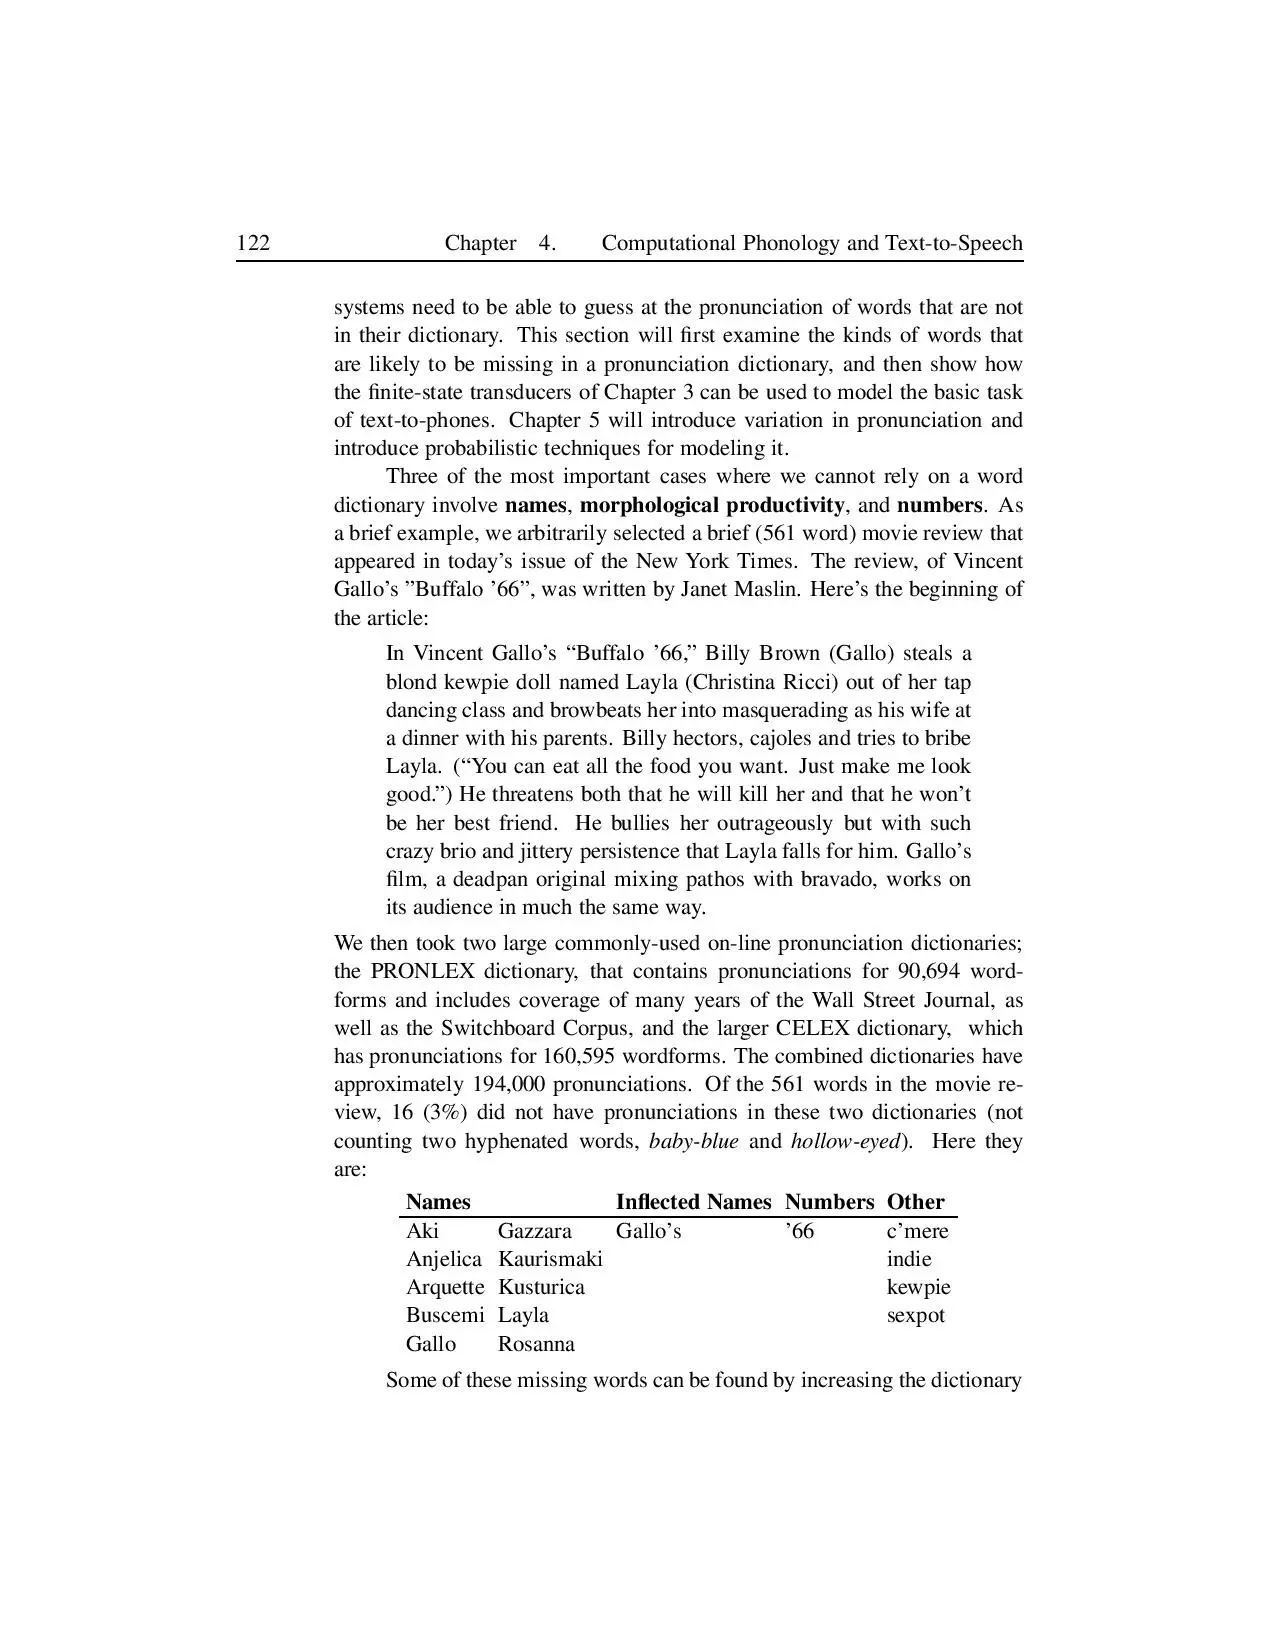 122 Chapter 4. Computational Phonology and Text-to-Speech
systems need to be able to guess at the pronunciation of words that are not
in their dictionary. This section will first examine the kinds of words that
are likely to be missing in a pronunciation dictionary, and then show how
the finite-state transducers of Chapter 3 can be used to model the basic task
of text-to-phones. Chapter 5 will introduce variation in pronunciation and
introduce probabilistic techniques for modeling it.
Three of the most important cases where we cannot rely on a word
dictionary involve names, morphological productivity, and numbers. As
a brief example, we arbitrarily selected a brief (561 word) movie review that
appeared in today’s issue of the New York Times. The review, of Vincent
Gallo’s ”Buffalo ’66”, was written by Janet Maslin. Here’s the beginning of
the article:
In Vincent Gallo’s “Buffalo ’66,” Billy Brown (Gallo) steals a
blond kewpie doll named Layla (Christina Ricci) out of her tap
dancing class and browbeats her into masquerading as his wife at
a dinner with his parents. Billy hectors, cajoles and tries to bribe
Layla. (“You can eat all the food you want. Just make me look
good.”) He threatens both that he will kill her and that he won’t
be her best friend. He bullies her outrageously but with such
crazy brio and jittery persistence that Layla falls for him. Gallo’s
film, a deadpan original mixing pathos with bravado, works on
its audience in much the same way.
We then took two large commonly-used on-line pronunciation dictionaries;
the PRONLEX dictionary, that contains pronunciations for 90,694 word-
forms and includes coverage of many years of the Wall Street Journal, as
well as the Switchboard Corpus, and the larger CELEX dictionary, which
has pronunciations for 160,595 wordforms. The combined dictionaries have
approximately 194,000 pronunciations. Of the 561 words in the movie re-
view, 16 (3%) did not have pronunciations in these two dictionaries (not
counting two hyphenated words, baby-blue and hollow-eyed). Here they
are:
Names Inflected Names Numbers Other
Aki Gazzara Gallo’s ’66 c’mere
Anjelica Kaurismaki indie
Arquette Kusturica kewpie
Buscemi Layla sexpot
Gallo Rosanna
Some of these missing words can be found by increasing the dictionary